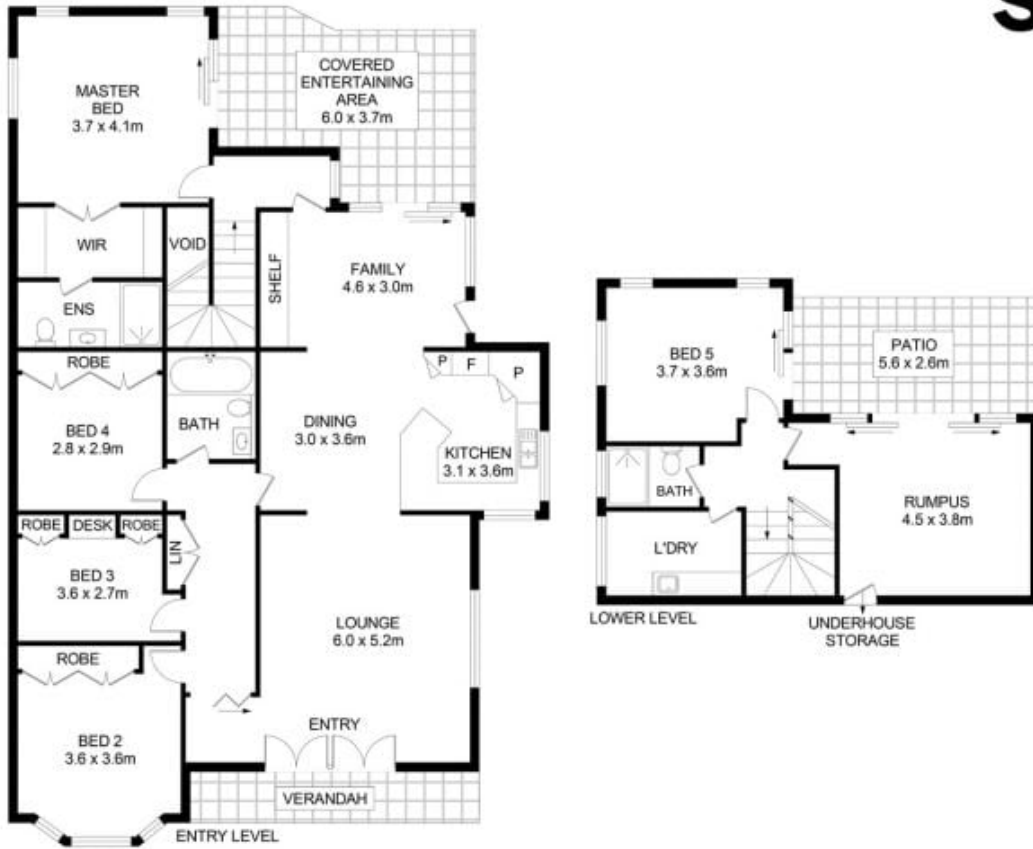 S
COVERED
ENTERTAINING
AREA
6.0 x 3.7m
MASTER
BED
3.7 x 4.1m
WIR
VOID
SHELF
FAMILY
4.6 x 3.0m
ENS
ROBE
BED 4
2.8 x 2.9m
BATH
DINING
3.0 x 3.6m
P
F
P
KITCHEN
3.1 x 3.6m
ROBE
DESK
ROBE
LIN
BED 3
3.6 x 2.7m
LOUNGE
6.0 x 5.2m
ROBE
BED 2
3.6 x 3.6m
ENTRY
VERANDAH
ENTRY LEVEL
BED 5
3.7 x 3.6m
PATIO
5.6 x 2.6m
BATH
RUMPUS
4.5 x 3.8m
L'DRY
LOWER LEVEL
UNDERHOUSE
STORAGE